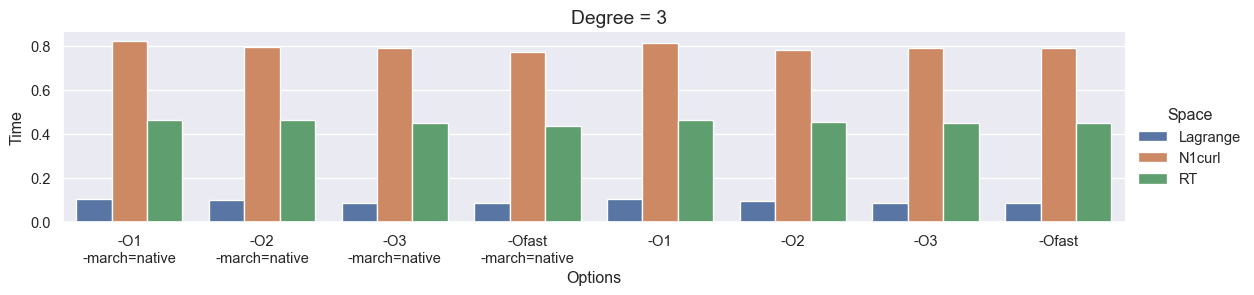 Degree = 3
Time
0.8
0.6
0.4
0.2
0.0
-O1 -O2 -O3 -Ofast -O1 -O2 -O3 -Ofast
-march=native -march=native -march=native -march=native
Options
Space
Lagrange
N1curl
RT